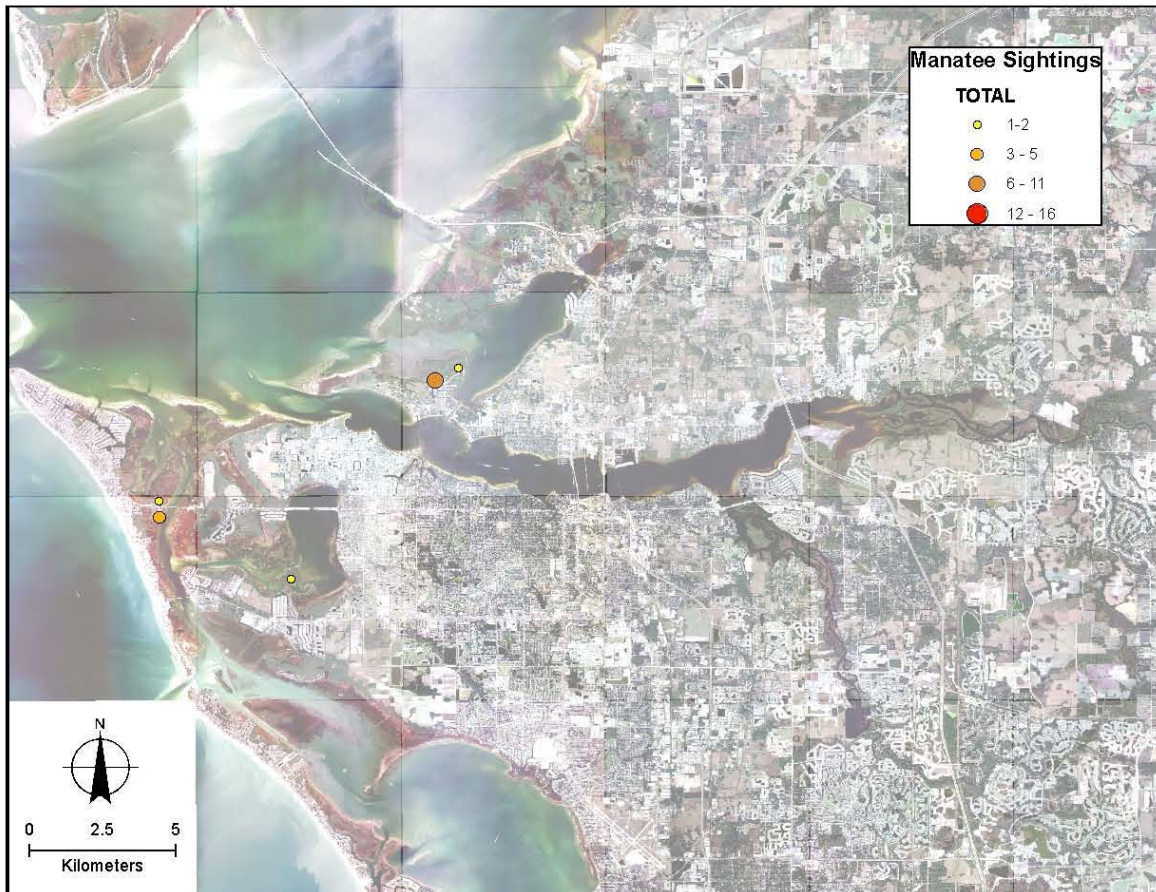 Manatee Sightings
TOTAL
1-2
3 - 5
6 - 11
12 - 16
N
0 2.5 5
Kilometers